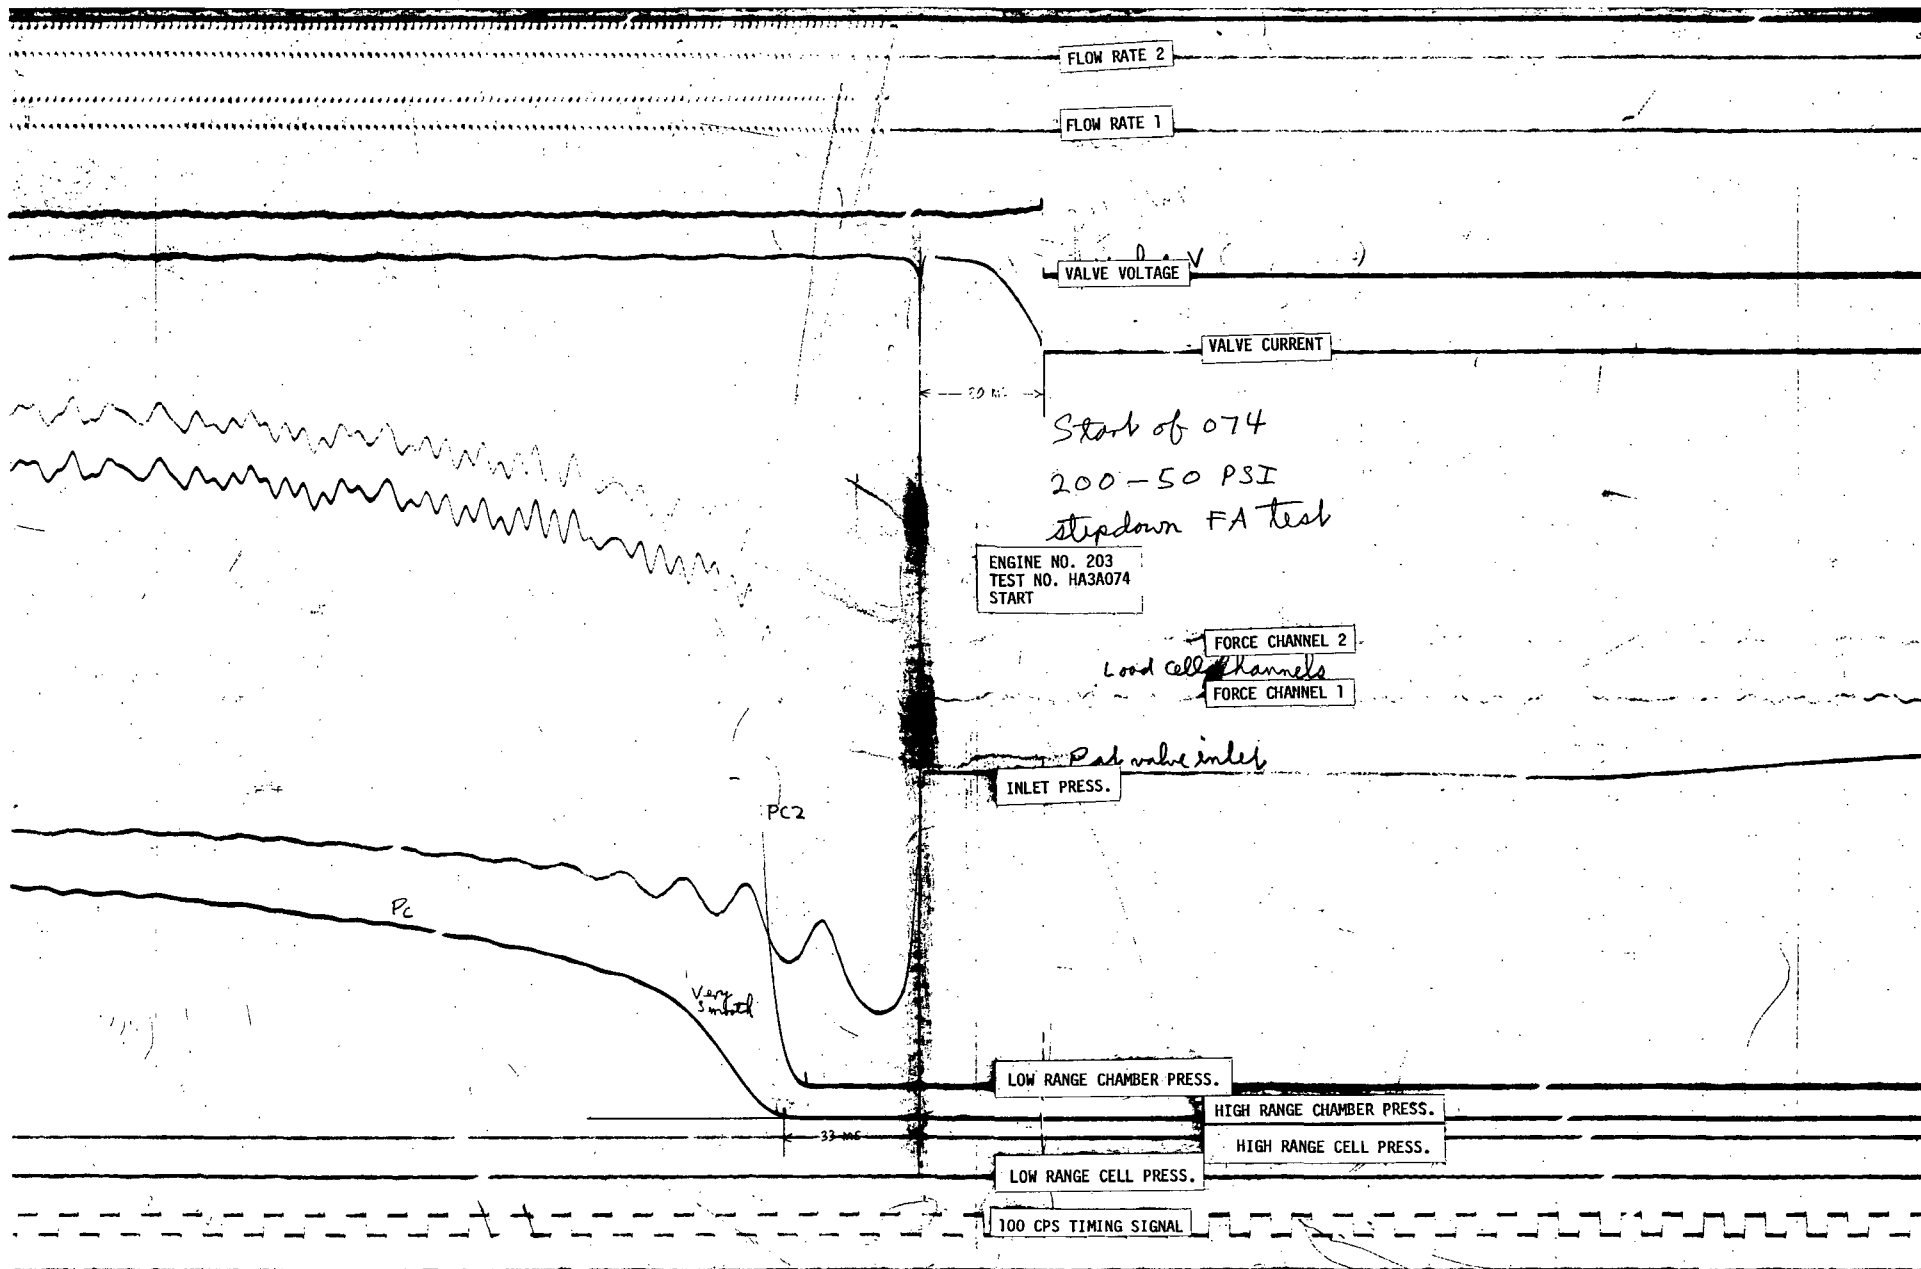 FLOW RATE 2
FLOW RATE 1
V
VALVE VOLTAGE
VALVE CURRENT
MS
Start of 074
200-50 PSI
stepdown FA test
ENGINE NO. 203
TEST NO. HA3A074
START
FORCE CHANNEL 2
Load cell channels
FORCE CHANNEL 1
P at valve inlet
INLET PRESS.
PC2
Pc
Very
Smooth
LOW RANGE CHAMBER PRESS.
HIGH RANGE CHAMBER PRESS.
33 MS
HIGH RANGE CELL PRESS.
LOW RANGE CELL PRESS.
100 CPS TIMING SIGNAL